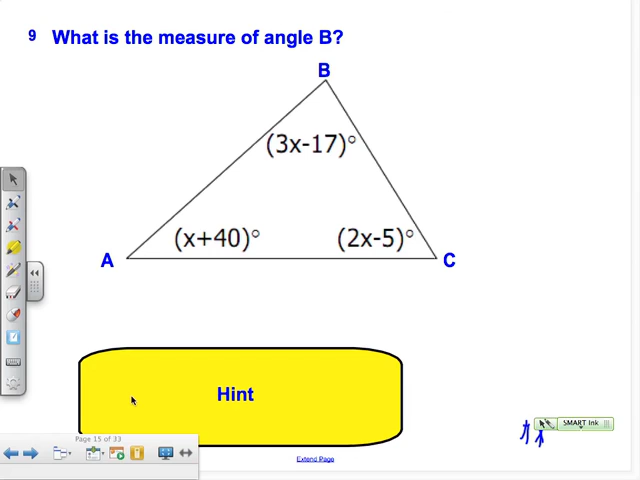 9 What is the measure of angle B?
B
(3x-17)°
(x+40)°
(2x-5)°
A
C
Hint
SMART Ink
Page 15 of 33
Extend Page